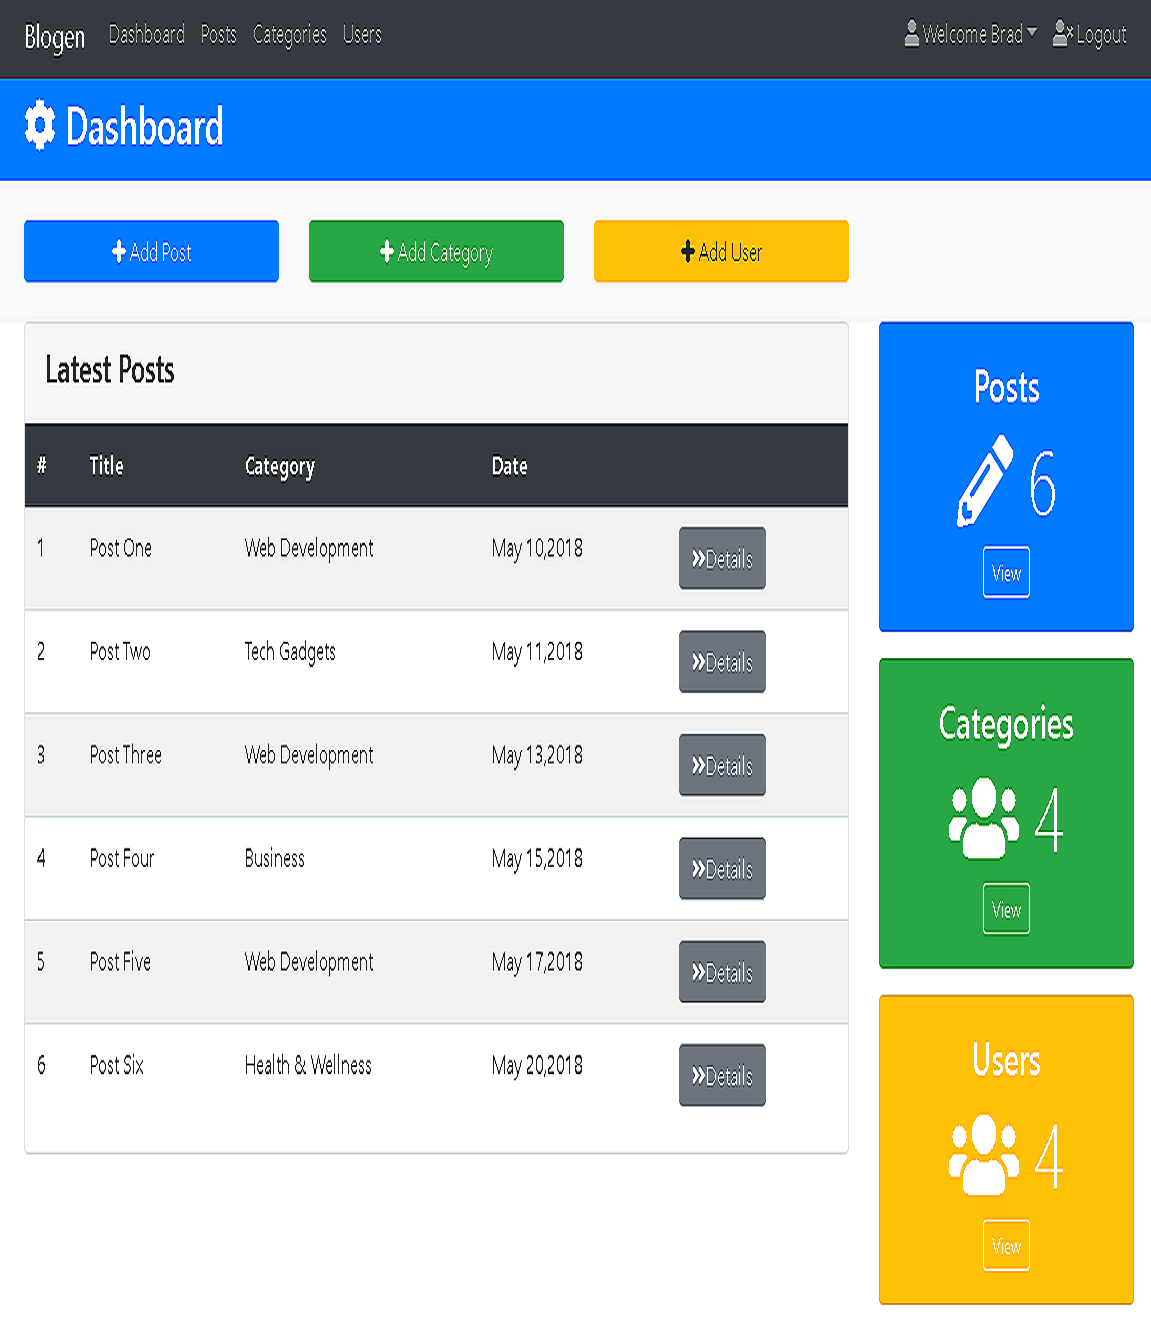 Blogen Dashboard Posts Categories Users Welcome Brad Logout
Dashboard
Add Post Add Category Add User
Latest Posts
# Title Category Date
1 Post One Web Development May 10,2018 Details
2 Post Two Tech Gadgets May 11,2018 Details
3 Post Three Web Development May 13,2018 Details
4 Post Four Business May 15,2018 Details
5 Post Five Web Development May 17,2018 Details
6 Post Six Health & Wellness May 20,2018 Details
Posts
6
View
Categories
4
View
Users
4
View